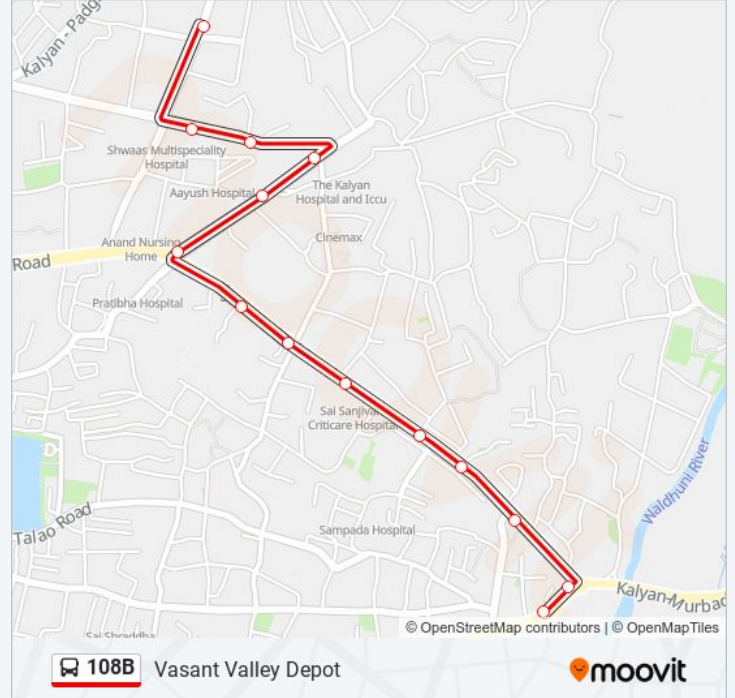 Kalyan - Padg
Shwaas Multispeciality
Hospital
Aayush Hospital
The Kalyan
Hospital and Iccu
Anand Nursing
Home
Cinemax
Road
Pratibha Hospital
Sai Sanjivan
Criticare Hospital
Waldhuni River
Talao Road
Sampada Hospital
Kalyan-Murbad
Sai Shraddha
© OpenStreetMap contributors | © OpenMapTiles
108B Vasant Valley Depot
moovit